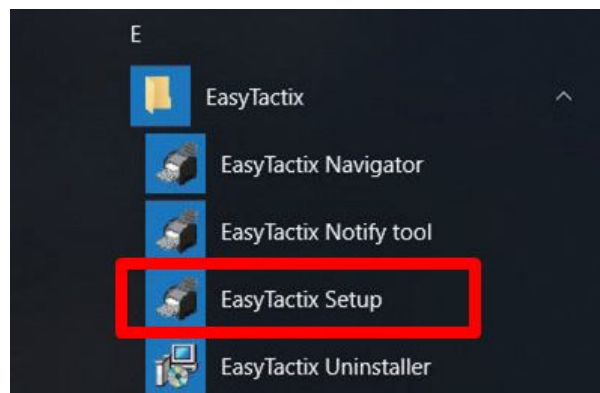 E
EasyTactix
EasyTactix Navigator
EasyTactix Notify tool
EasyTactix Setup
EasyTactix Uninstaller